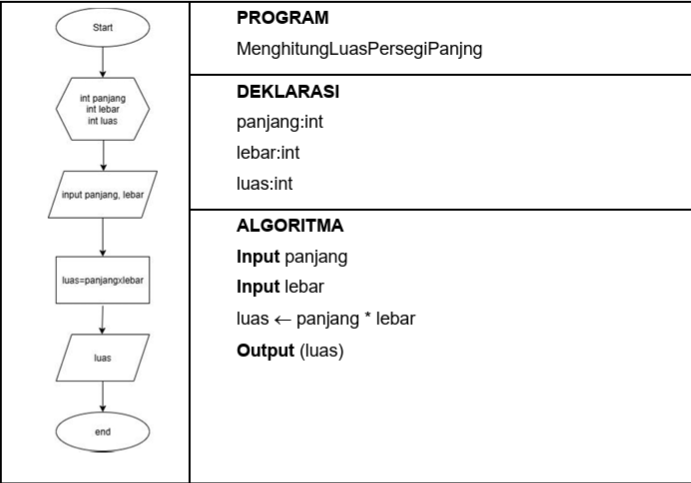 Start
int panjang
int lebar
int luas
input panjang, lebar
luas=panjangxlebar
luas
end
PROGRAM
MenghitungLuasPersegiPanjng
DEKLARASI
panjang:int
lebar:int
luas:int
ALGORITMA
Input panjang
Input lebar
luas ← panjang * lebar
Output (luas)